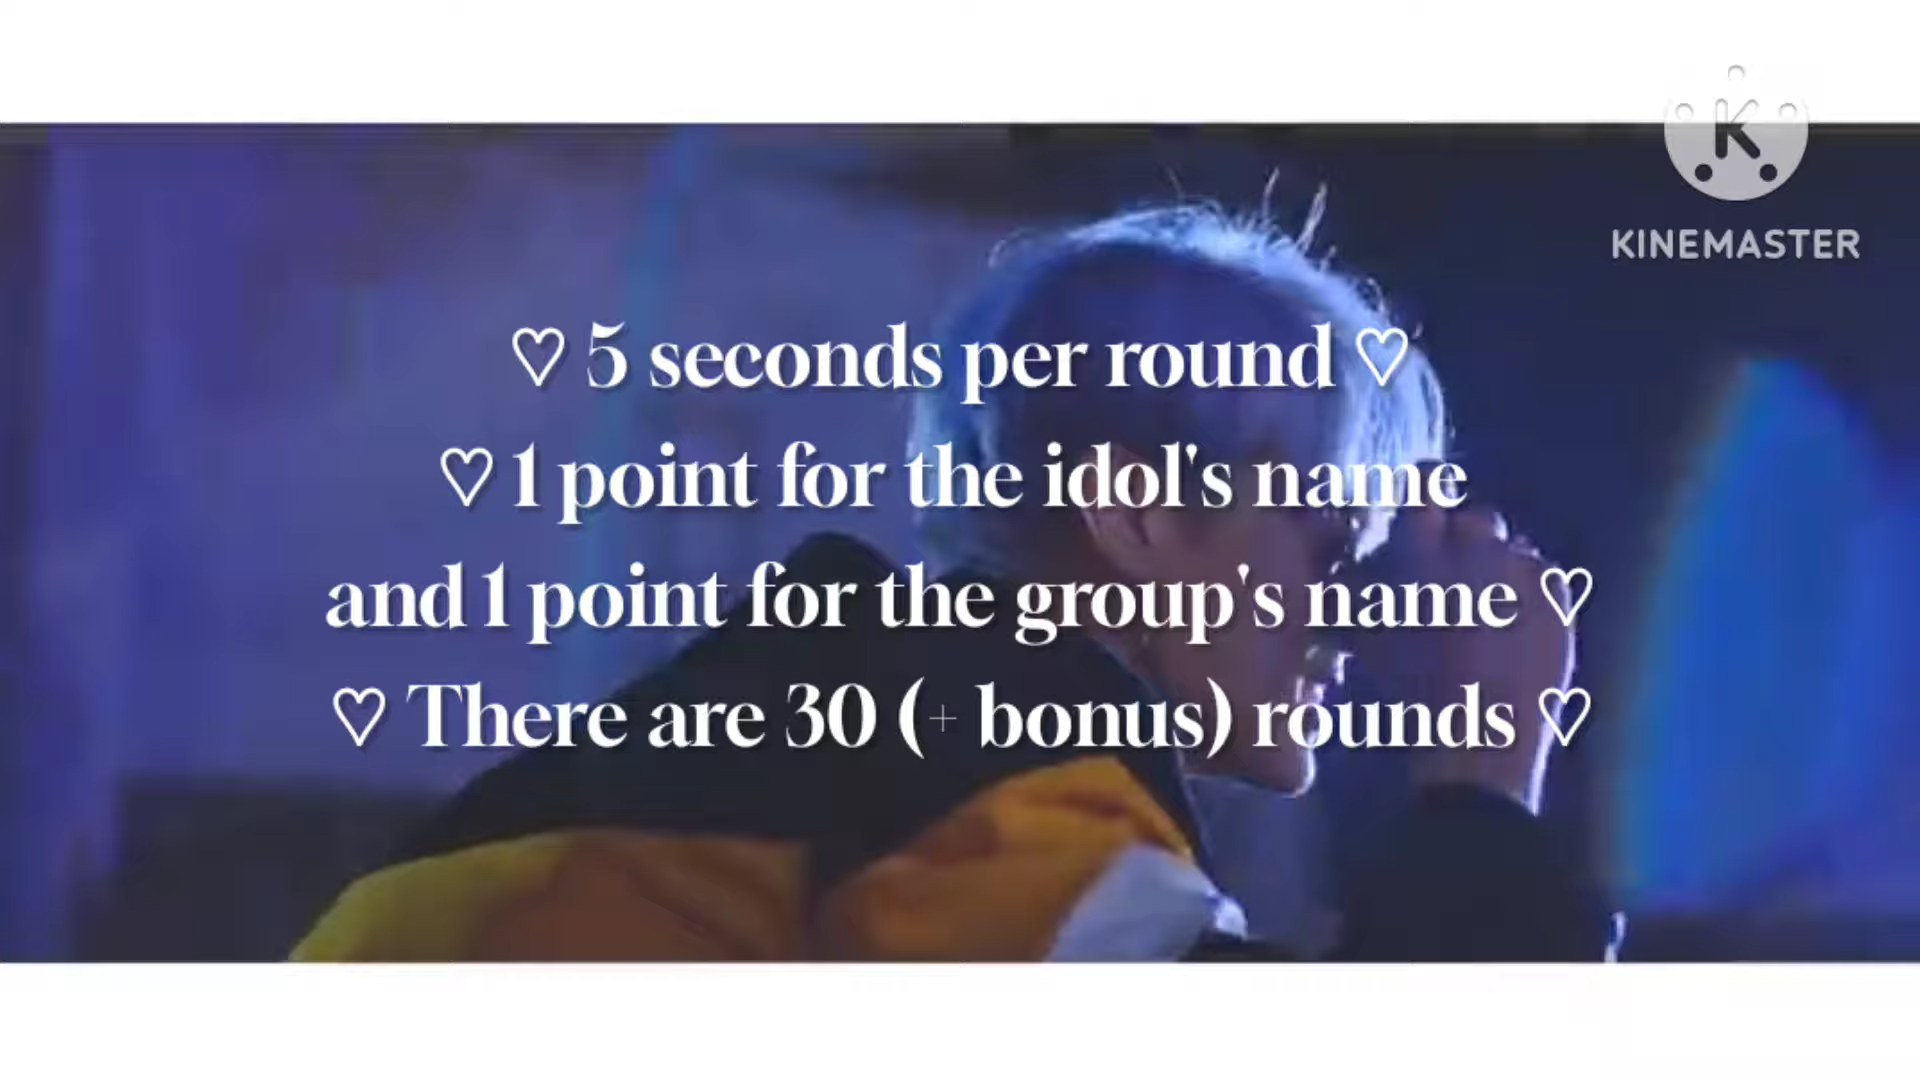 KINEMASTER
♡ 5 seconds per round ♡
♡ 1 point for the idol's name
and 1 point for the group's name ♡
♡ There are 30 (+ bonus) rounds ♡